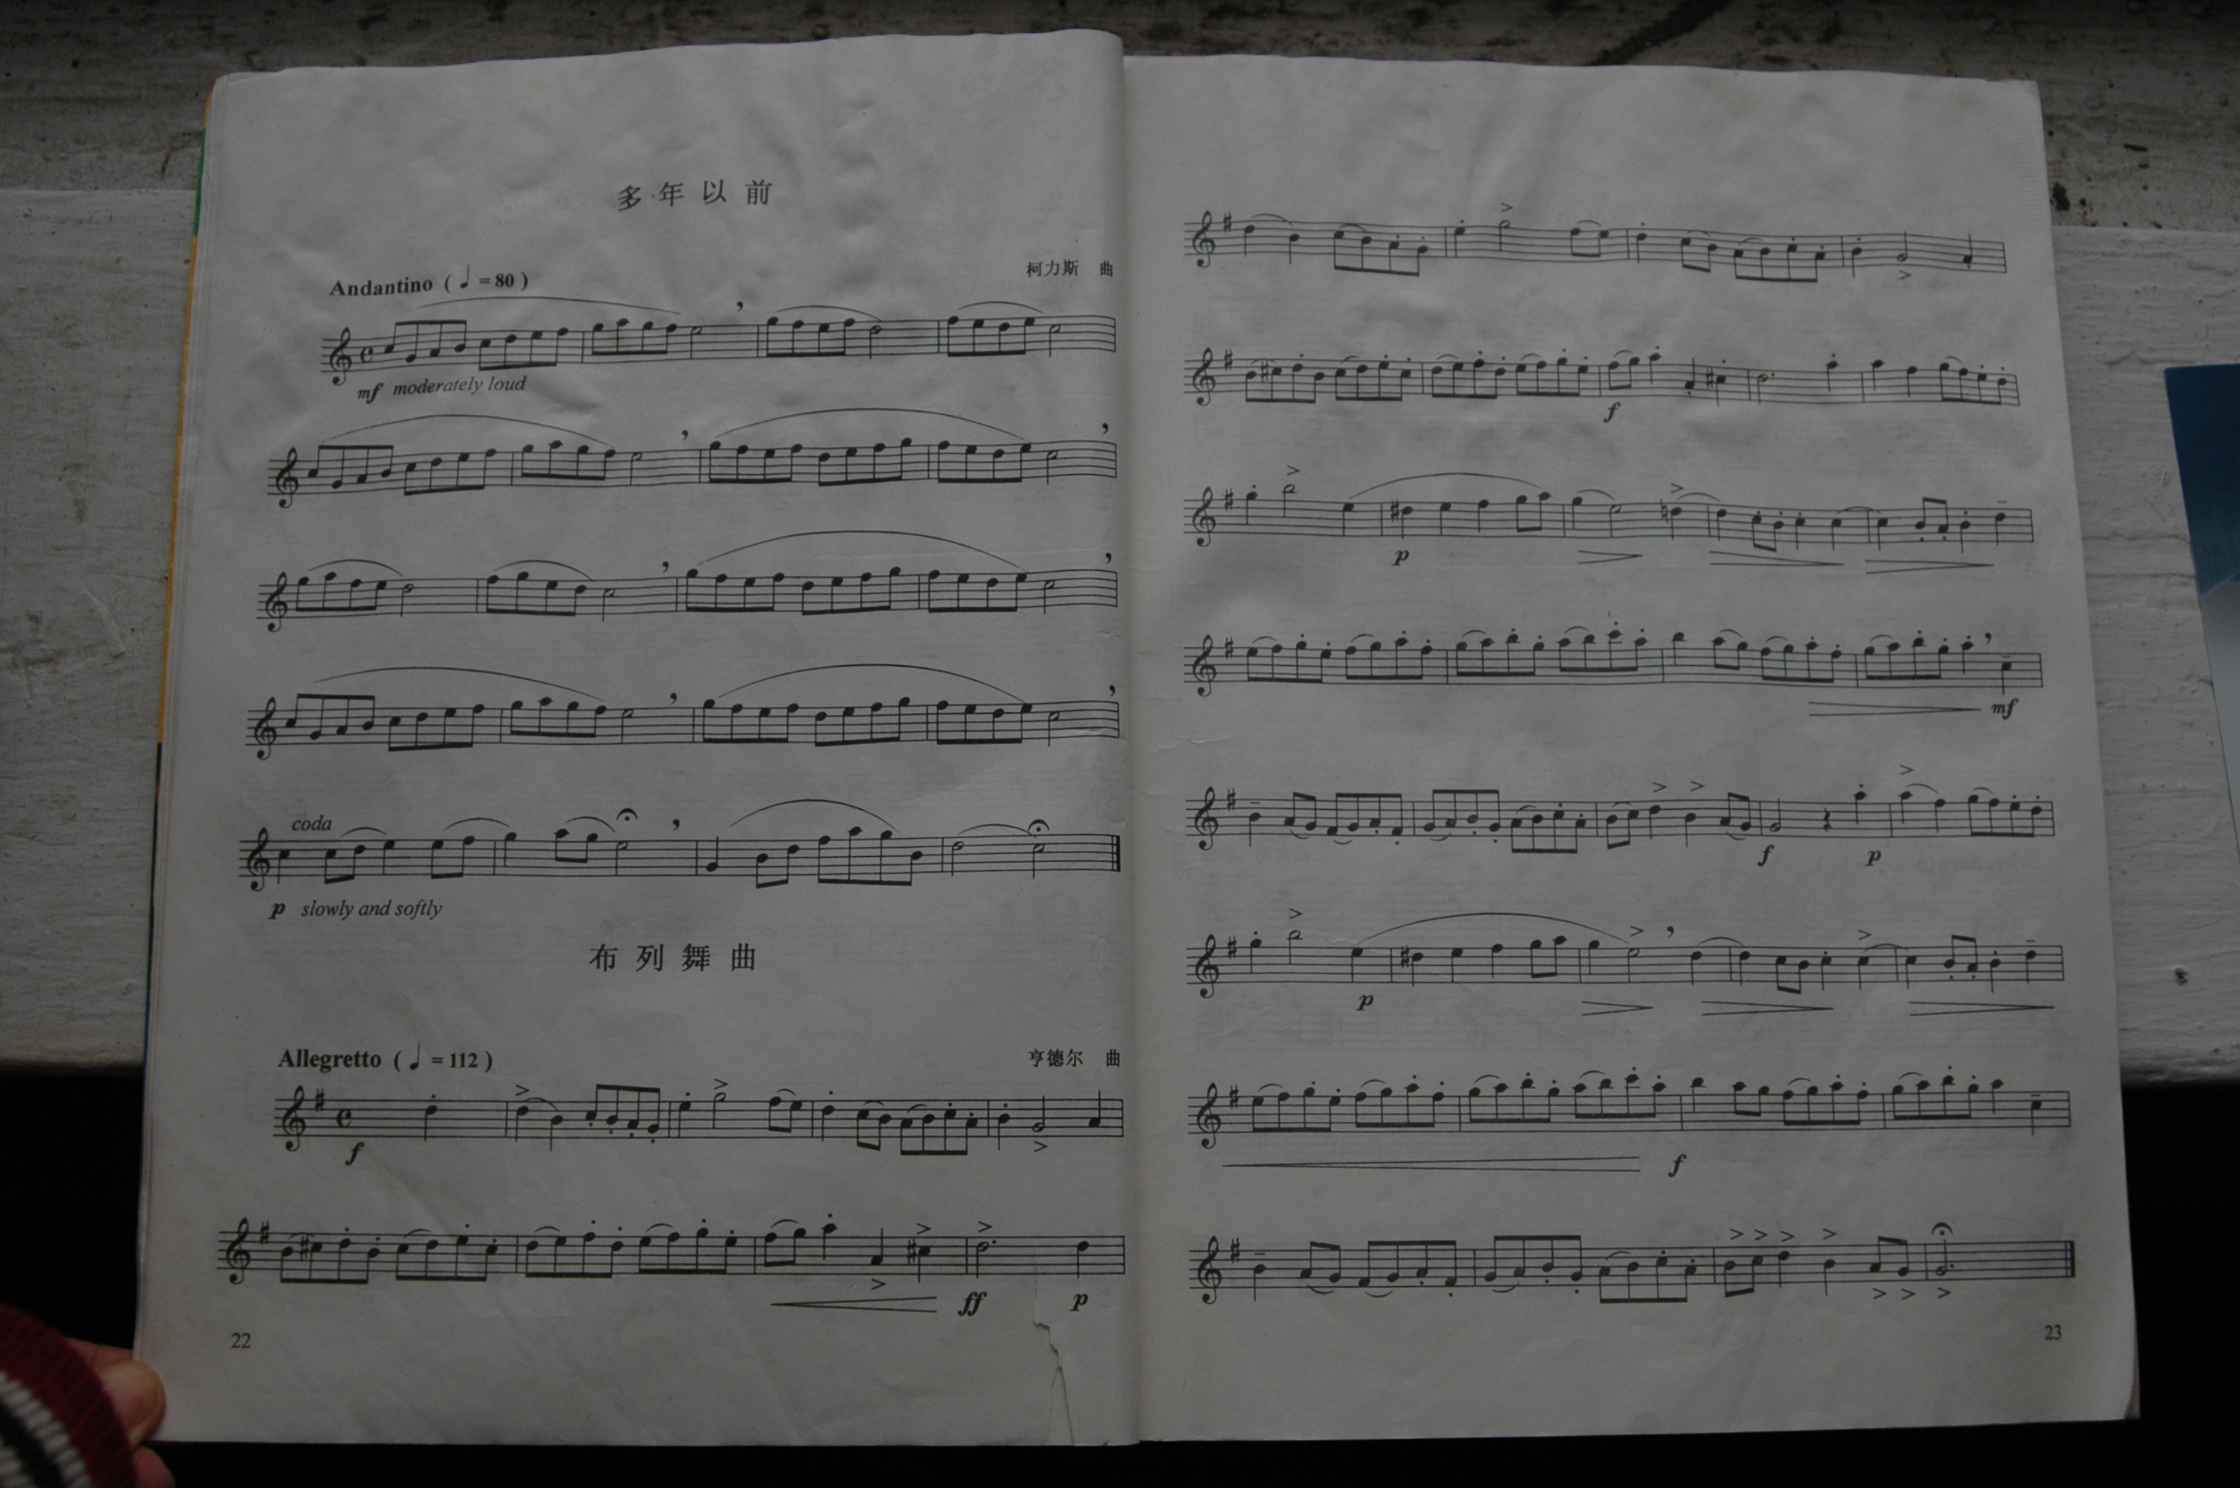 多年以前
Andantino ( ♩ = 80 )
柯力斯 曲
mf moderately loud
coda
p slowly and softly
布列舞曲
Allegretto ( ♩ = 112 )
亨德尔 曲
f
ff p
22
f
p
mf
f p
p
f
23